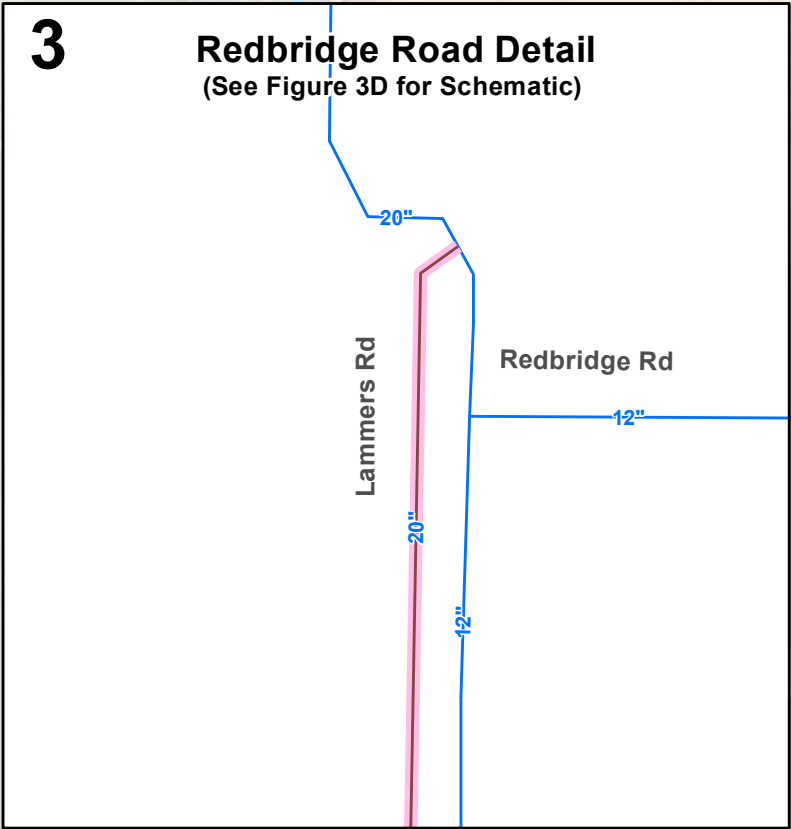 3
Redbridge Road Detail
(See Figure 3D for Schematic)
20"
Lammers Rd
Redbridge Rd
12"
20"
12"